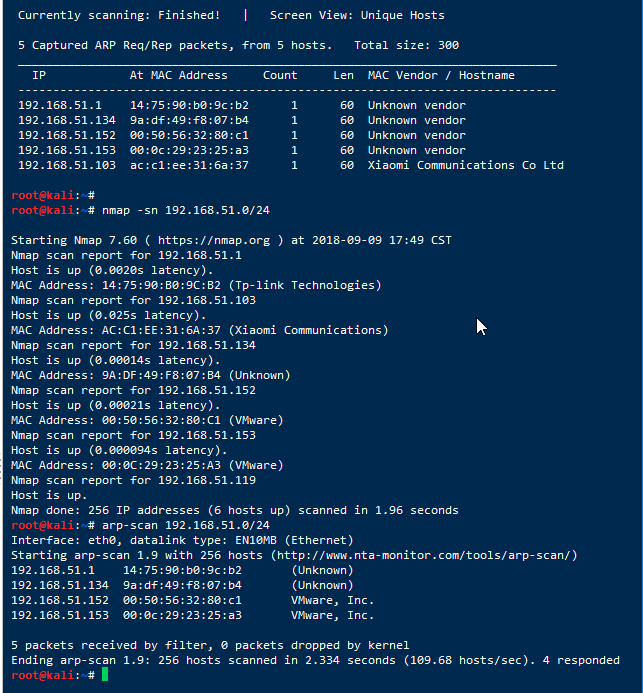 Currently scanning: Finished!   |   Screen View: Unique Hosts
5 Captured ARP Req/Rep packets, from 5 hosts.   Total size: 300
_____________________________________________________________________________
IP            At MAC Address     Count     Len  MAC Vendor / Hostname
-----------------------------------------------------------------------------
192.168.51.1    14:75:90:b0:9c:b2      1      60  Unknown vendor
192.168.51.134  9a:df:49:f8:07:b4      1      60  Unknown vendor
192.168.51.152  00:50:56:32:80:c1      1      60  Unknown vendor
192.168.51.153  00:0c:29:23:25:a3      1      60  Unknown vendor
192.168.51.103  ac:c1:ee:31:6a:37      1      60  Xiaomi Communications Co Ltd
root@kali:~#
root@kali:~# nmap -sn 192.168.51.0/24
Starting Nmap 7.60 ( https://nmap.org ) at 2018-09-09 17:49 CST
Nmap scan report for 192.168.51.1
Host is up (0.0020s latency).
MAC Address: 14:75:90:B0:9C:B2 (Tp-link Technologies)
Nmap scan report for 192.168.51.103
Host is up (0.025s latency).
MAC Address: AC:C1:EE:31:6A:37 (Xiaomi Communications)
Nmap scan report for 192.168.51.134
Host is up (0.00014s latency).
MAC Address: 9A:DF:49:F8:07:B4 (Unknown)
Nmap scan report for 192.168.51.152
Host is up (0.00021s latency).
MAC Address: 00:50:56:32:80:C1 (VMware)
Nmap scan report for 192.168.51.153
Host is up (0.000094s latency).
MAC Address: 00:0C:29:23:25:A3 (VMware)
Nmap scan report for 192.168.51.119
Host is up.
Nmap done: 256 IP addresses (6 hosts up) scanned in 1.96 seconds
root@kali:~# arp-scan 192.168.51.0/24
Interface: eth0, datalink type: EN10MB (Ethernet)
Starting arp-scan 1.9 with 256 hosts (http://www.nta-monitor.com/tools/arp-scan/)
192.168.51.1    14:75:90:b0:9c:b2       (Unknown)
192.168.51.134  9a:df:49:f8:07:b4       (Unknown)
192.168.51.152  00:50:56:32:80:c1       VMware, Inc.
192.168.51.153  00:0c:29:23:25:a3       VMware, Inc.
5 packets received by filter, 0 packets dropped by kernel
Ending arp-scan 1.9: 256 hosts scanned in 2.334 seconds (109.68 hosts/sec). 4 responded
root@kali:~#